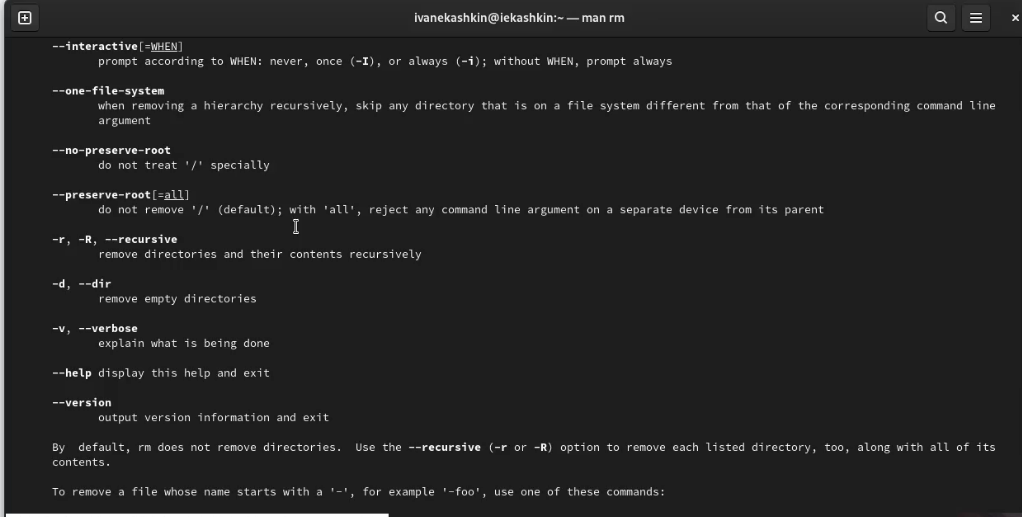 ivanekashkin@iekashkin:~ — man rm
--interactive[=WHEN]
prompt according to WHEN: never, once (-I), or always (-i); without WHEN, prompt always
--one-file-system
when removing a hierarchy recursively, skip any directory that is on a file system different from that of the corresponding command line
argument
--no-preserve-root
do not treat '/' specially
--preserve-root[=all]
do not remove '/' (default); with 'all', reject any command line argument on a separate device from its parent
-r, -R, --recursive
remove directories and their contents recursively
-d, --dir
remove empty directories
-v, --verbose
explain what is being done
--help display this help and exit
--version
output version information and exit
By  default, rm does not remove directories.  Use the --recursive (-r or -R) option to remove each listed directory, too, along with all of its
contents.
To remove a file whose name starts with a '-', for example '-foo', use one of these commands: